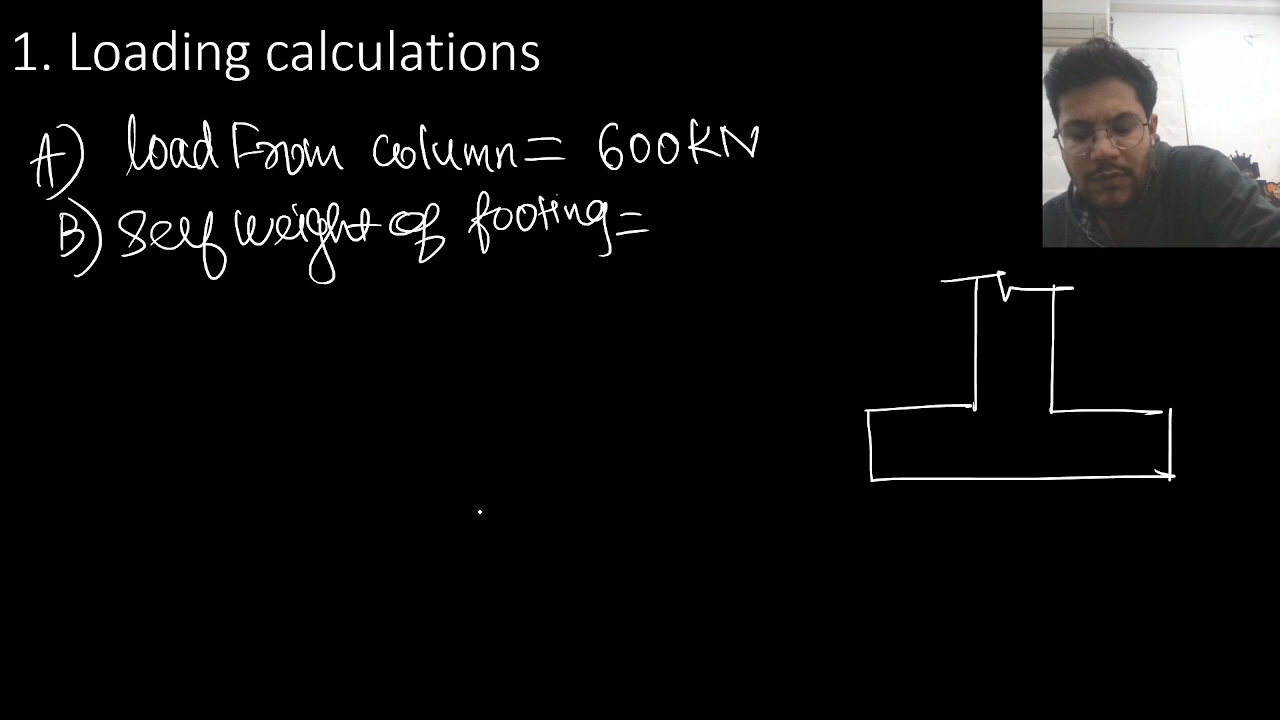 1. Loading calculations
A) load From column = 600KN
B) Self weight of footing =